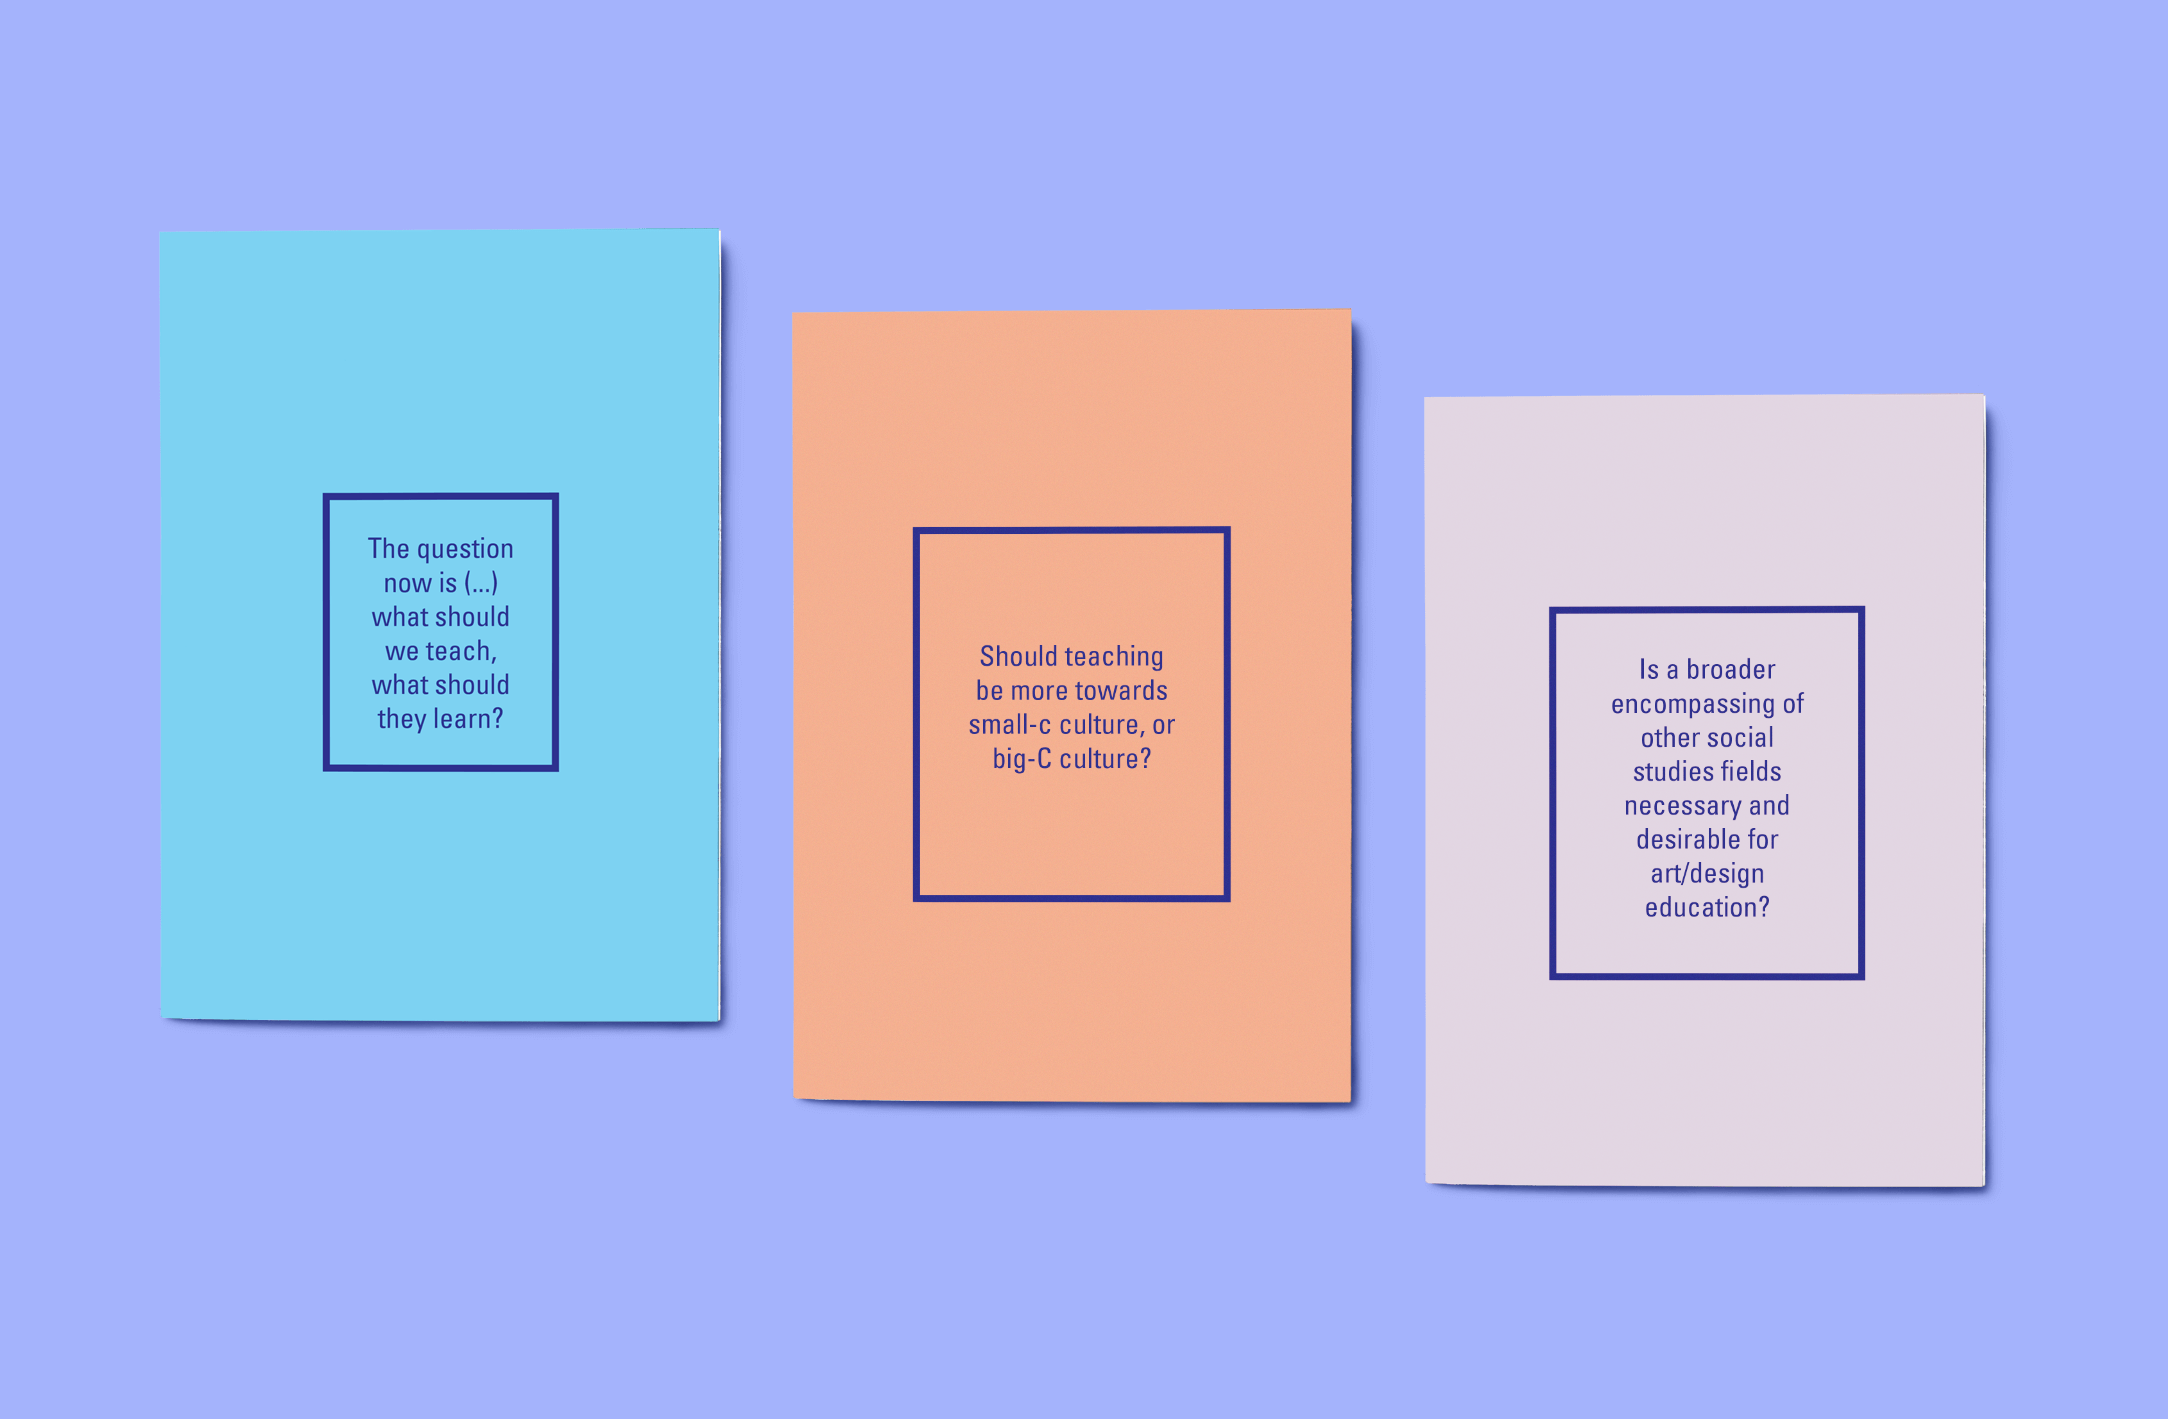 The question
now is (...)
what should
we teach,
what should
they learn?
Should teaching
be more towards
small-c culture, or
big-C culture?
Is a broader
encompassing of
other social
studies fields
necessary and
desirable for
art/design
education?